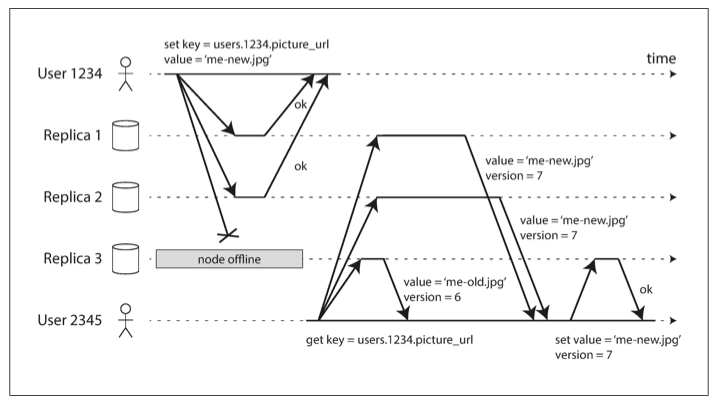 set key = users.1234.picture_url
value = 'me-new.jpg'
time
User 1234
ok
Replica 1
ok
value = 'me-new.jpg'
version = 7
Replica 2
value = 'me-new.jpg'
version = 7
Replica 3
node offline
value = 'me-old.jpg'
version = 6
ok
User 2345
get key = users.1234.picture_url
set value = 'me-new.jpg'
version = 7